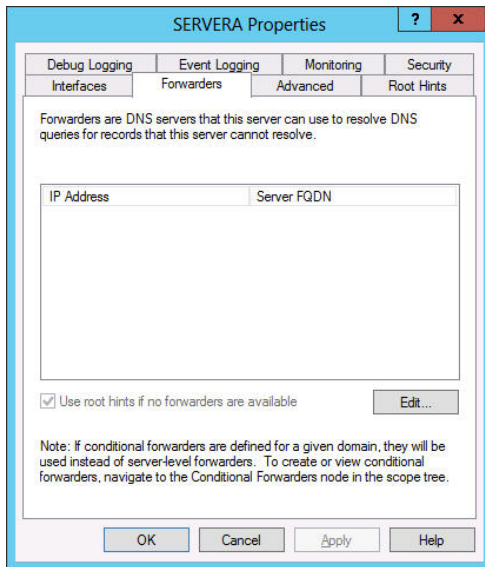 SERVERA Properties
? x
Debug Logging Event Logging Monitoring Security
Interfaces Forwarders Advanced Root Hints
Forwarders are DNS servers that this server can use to resolve DNS
queries for records that this server cannot resolve.
IP Address Server FQDN
Use root hints if no forwarders are available Edit...
Note: If conditional forwarders are defined for a given domain, they will be
used instead of server-level forwarders. To create or view conditional
forwarders, navigate to the Conditional Forwarders node in the scope tree.
OK Cancel Apply Help